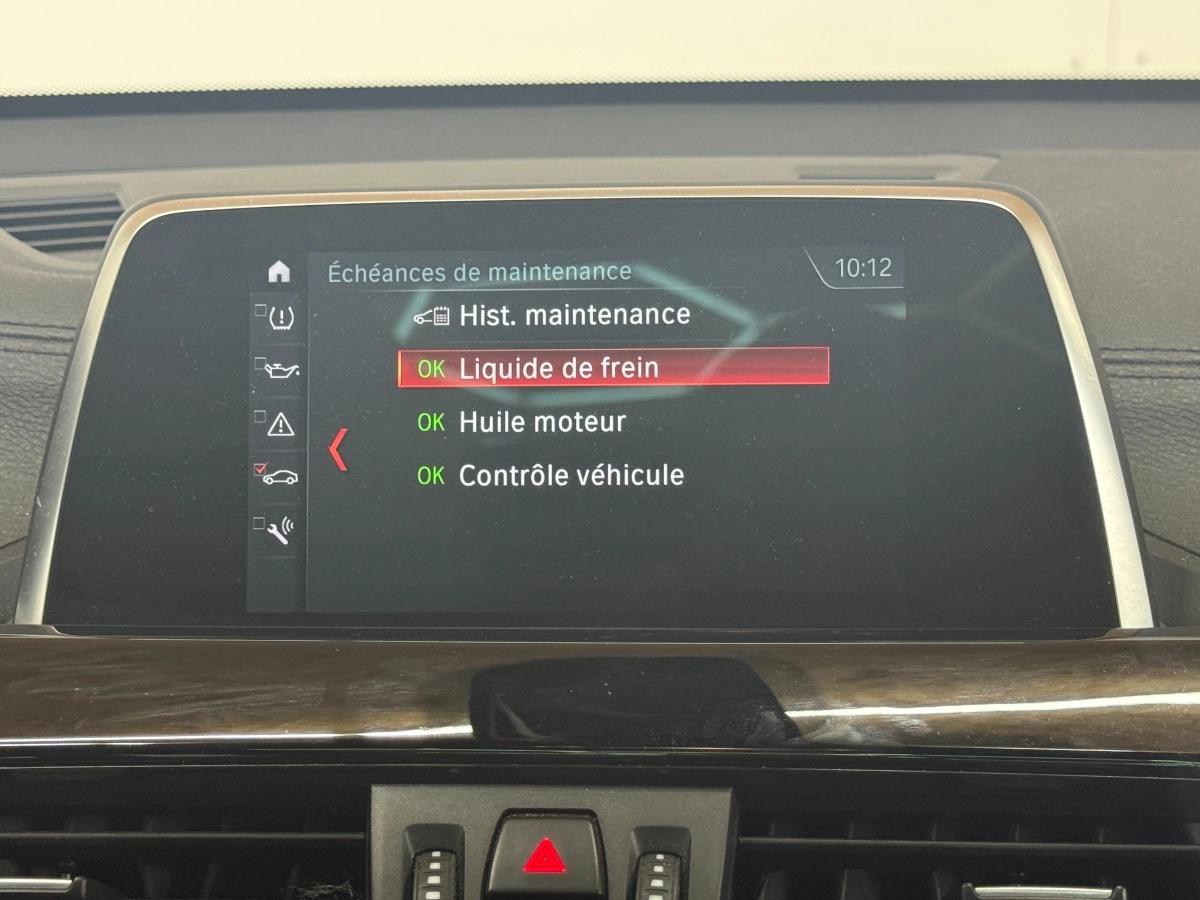 Échéances de maintenance
10:12
Hist. maintenance
OK Liquide de frein
OK Huile moteur
OK Contrôle véhicule